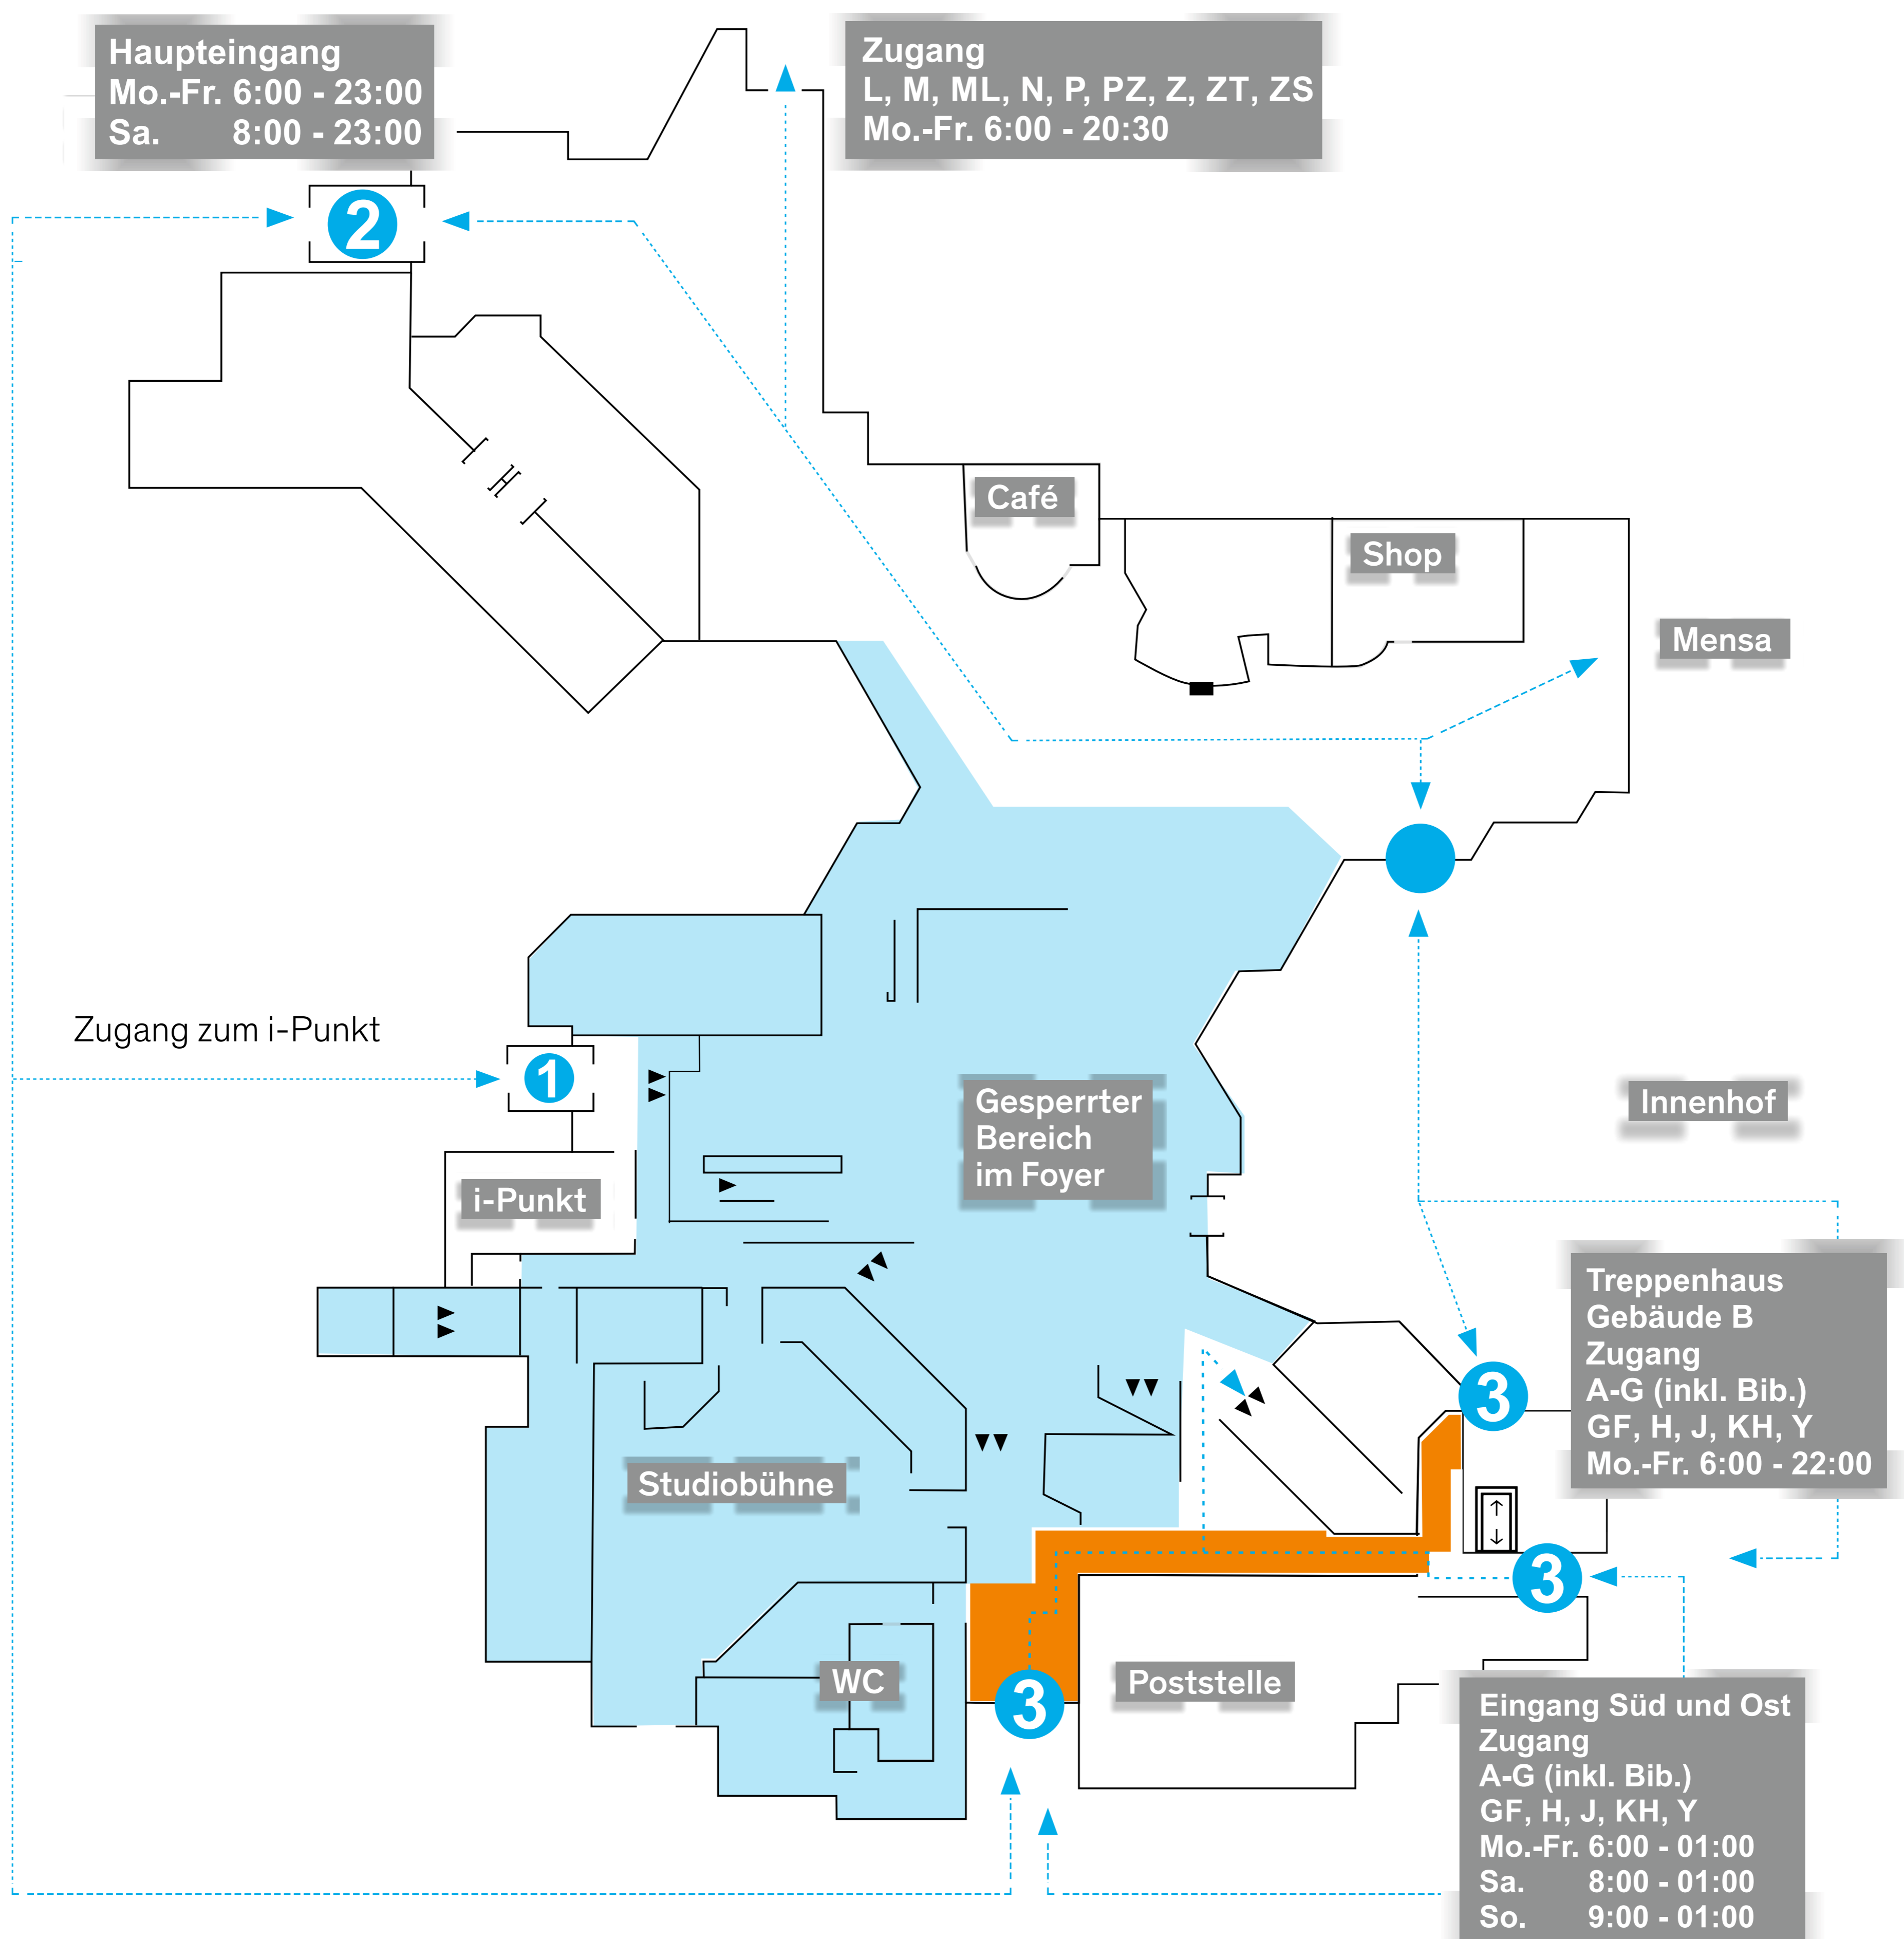 Haupteingang
Mo.-Fr. 6:00 - 23:00
Sa. 8:00 - 23:00
Zugang
L, M, ML, N, P, PZ, Z, ZT, ZS
Mo.-Fr. 6:00 - 20:30
2
Café
Shop
Mensa
Zugang zum i-Punkt
1
Gesperrter
Bereich
im Foyer
Innenhof
i-Punkt
Treppenhaus
Gebäude B
Zugang
A-G (inkl. Bib.)
GF, H, J, KH, Y
Mo.-Fr. 6:00 - 22:00
3
Studiobühne
3
WC
3
Poststelle
Eingang Süd und Ost
Zugang
A-G (inkl. Bib.)
GF, H, J, KH, Y
Mo.-Fr. 6:00 - 01:00
Sa. 8:00 - 01:00
So. 9:00 - 01:00